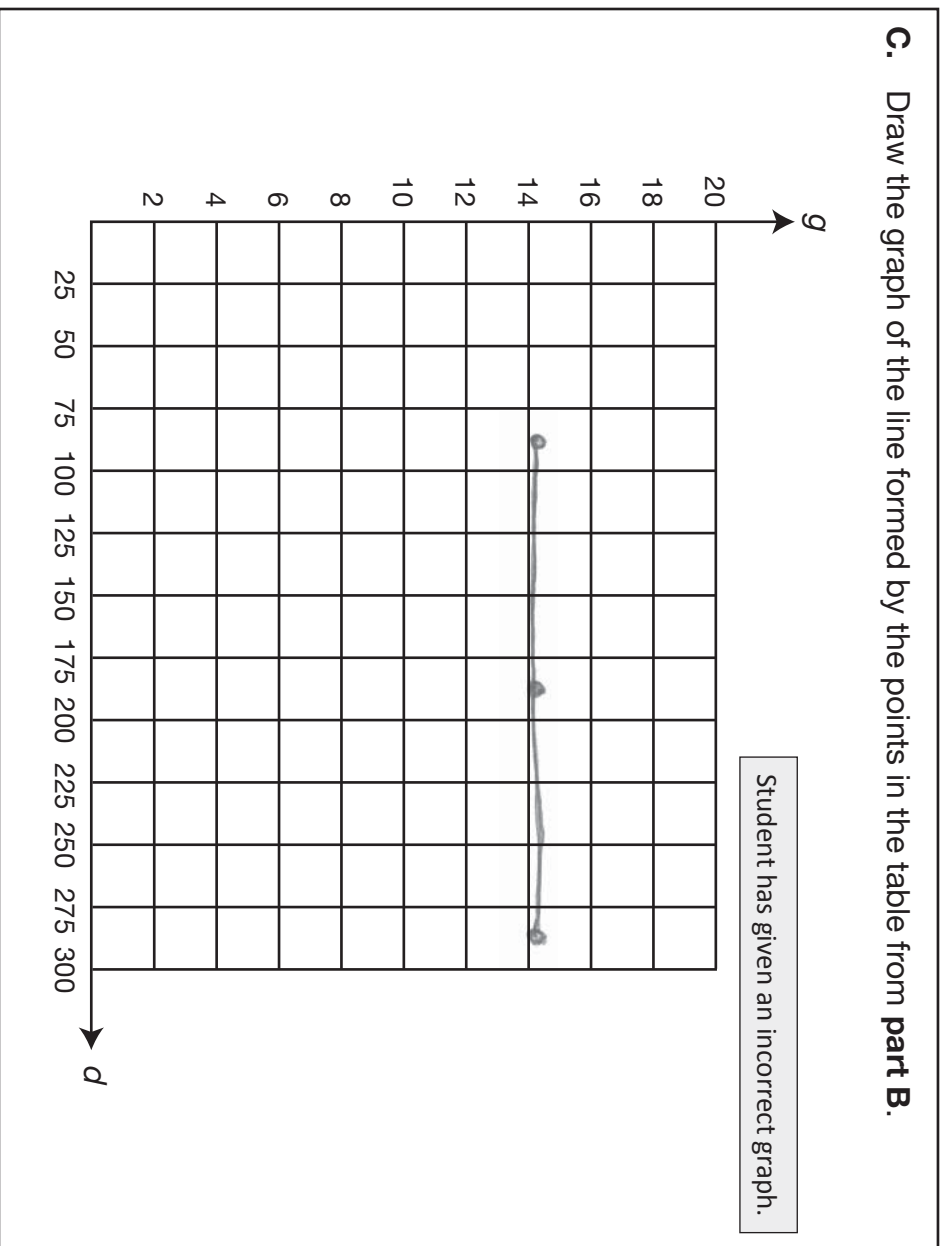 C. Draw the graph of the line formed by the points in the table from part B.
Student has given an incorrect graph.
g
20
18
16
14
12
10
8
6
4
2
25 50 75 100 125 150 175 200 225 250 275 300
d